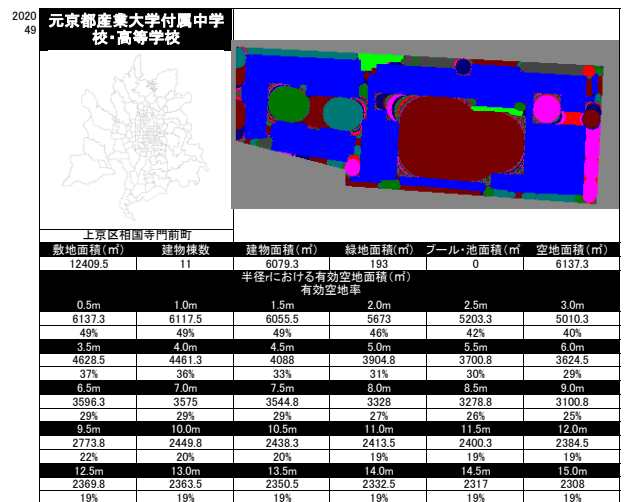 2020
49
元京都産業大学付属中学
校・高等学校
上京区相国寺門前町
敷地面積(㎡) 建物棟数 建物面積(㎡) 緑地面積(㎡) プール・池面積(㎡ 空地面積(㎡)
12409.5 11 6079.3 193 0 6137.3
半径rにおける有効空地面積(㎡)
有効空地率
0.5m 1.0m 1.5m 2.0m 2.5m 3.0m
6137.3 6117.5 6055.5 5673 5203.3 5010.3
49% 49% 49% 46% 42% 40%
3.5m 4.0m 4.5m 5.0m 5.5m 6.0m
4628.5 4461.3 4088 3904.8 3700.8 3624.5
37% 36% 33% 31% 30% 29%
6.5m 7.0m 7.5m 8.0m 8.5m 9.0m
3596.3 3575 3544.8 3328 3278.8 3100.8
29% 29% 29% 27% 26% 25%
9.5m 10.0m 10.5m 11.0m 11.5m 12.0m
2773.8 2449.8 2438.3 2413.5 2400.3 2384.5
22% 20% 20% 19% 19% 19%
12.5m 13.0m 13.5m 14.0m 14.5m 15.0m
2369.8 2363.5 2350.5 2332.5 2317 2308
19% 19% 19% 19% 19% 19%